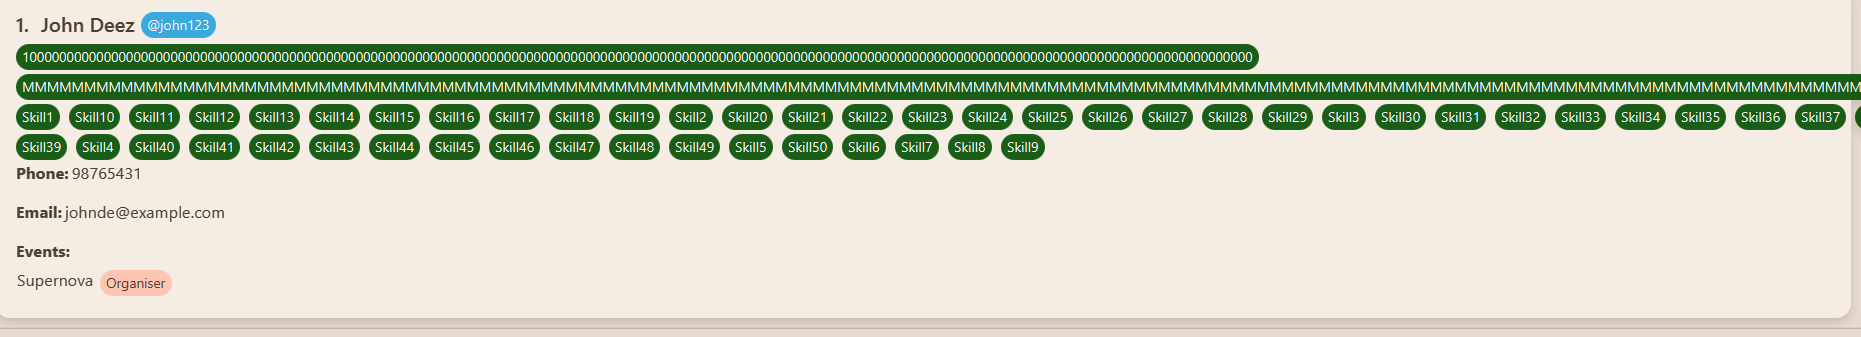 1. John Deez @john123
Skill1 Skill10 Skill11 Skill12 Skill13 Skill14 Skill15 Skill16 Skill17 Skill18 Skill19 Skill2 Skill20 Skill21 Skill22 Skill23 Skill24 Skill25 Skill26 Skill27 Skill28 Skill29 Skill3 Skill30 Skill31 Skill32 Skill33 Skill34 Skill35 Skill36 Skill37
Skill39 Skill4 Skill40 Skill41 Skill42 Skill43 Skill44 Skill45 Skill46 Skill47 Skill48 Skill49 Skill5 Skill50 Skill6 Skill7 Skill8 Skill9
Phone: 98765431
Email: johnde@example.com
Events:
Supernova Organiser